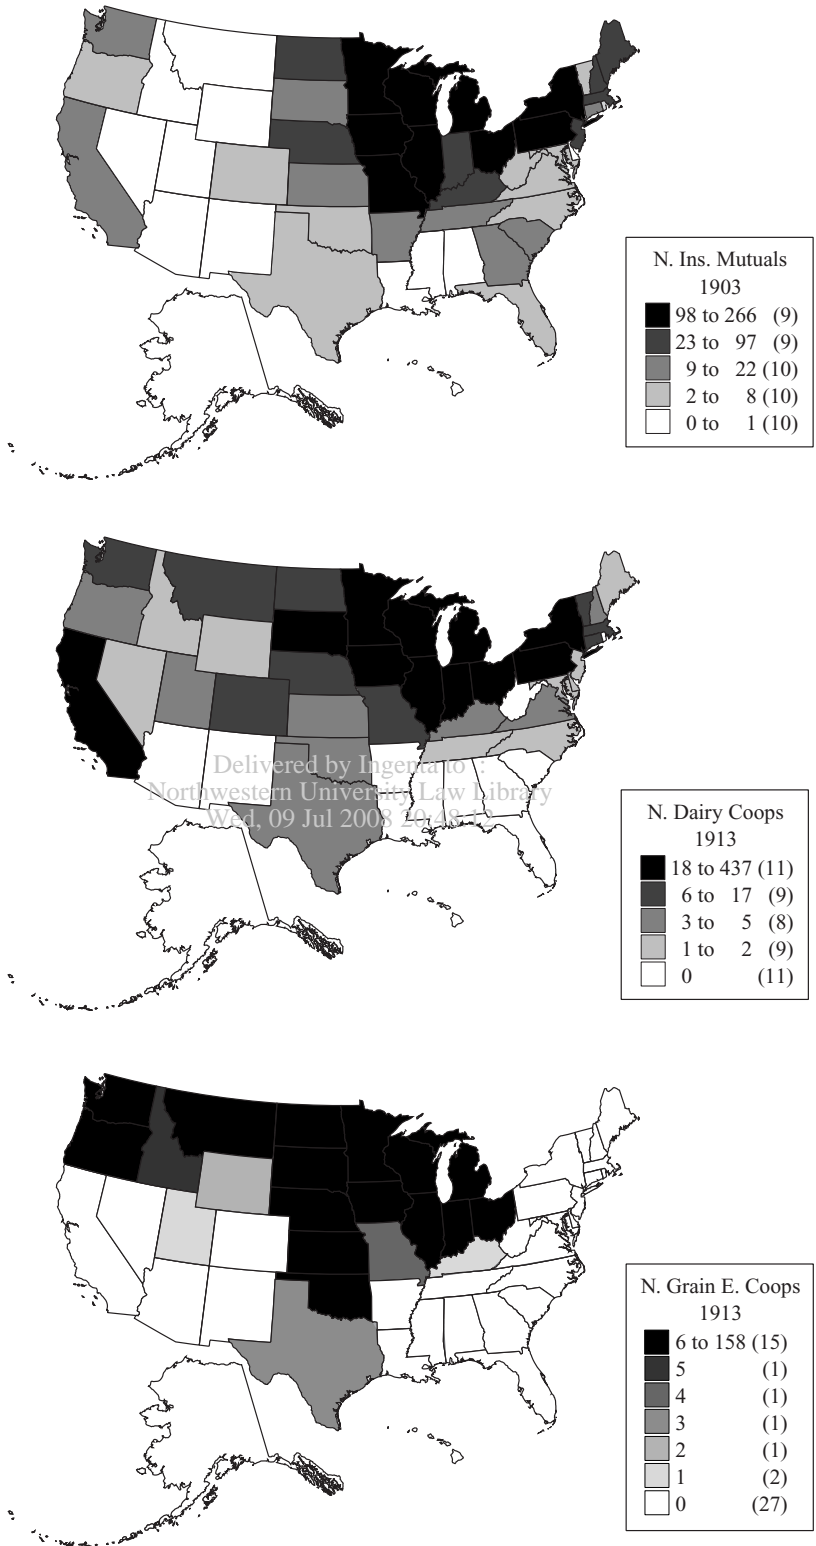 N. Ins. Mutuals
1903
98 to 266 (9)
23 to 97 (9)
9 to 22 (10)
2 to 8 (10)
0 to 1 (10)
Delivered by Ingenta to :
Northwestern University Law Library
Wed, 09 Jul 2008 20:48:12
N. Dairy Coops
1913
18 to 437 (11)
6 to 17 (9)
3 to 5 (8)
1 to 2 (9)
0 (11)
N. Grain E. Coops
1913
6 to 158 (15)
5 (1)
4 (1)
3 (1)
2 (1)
1 (2)
0 (27)